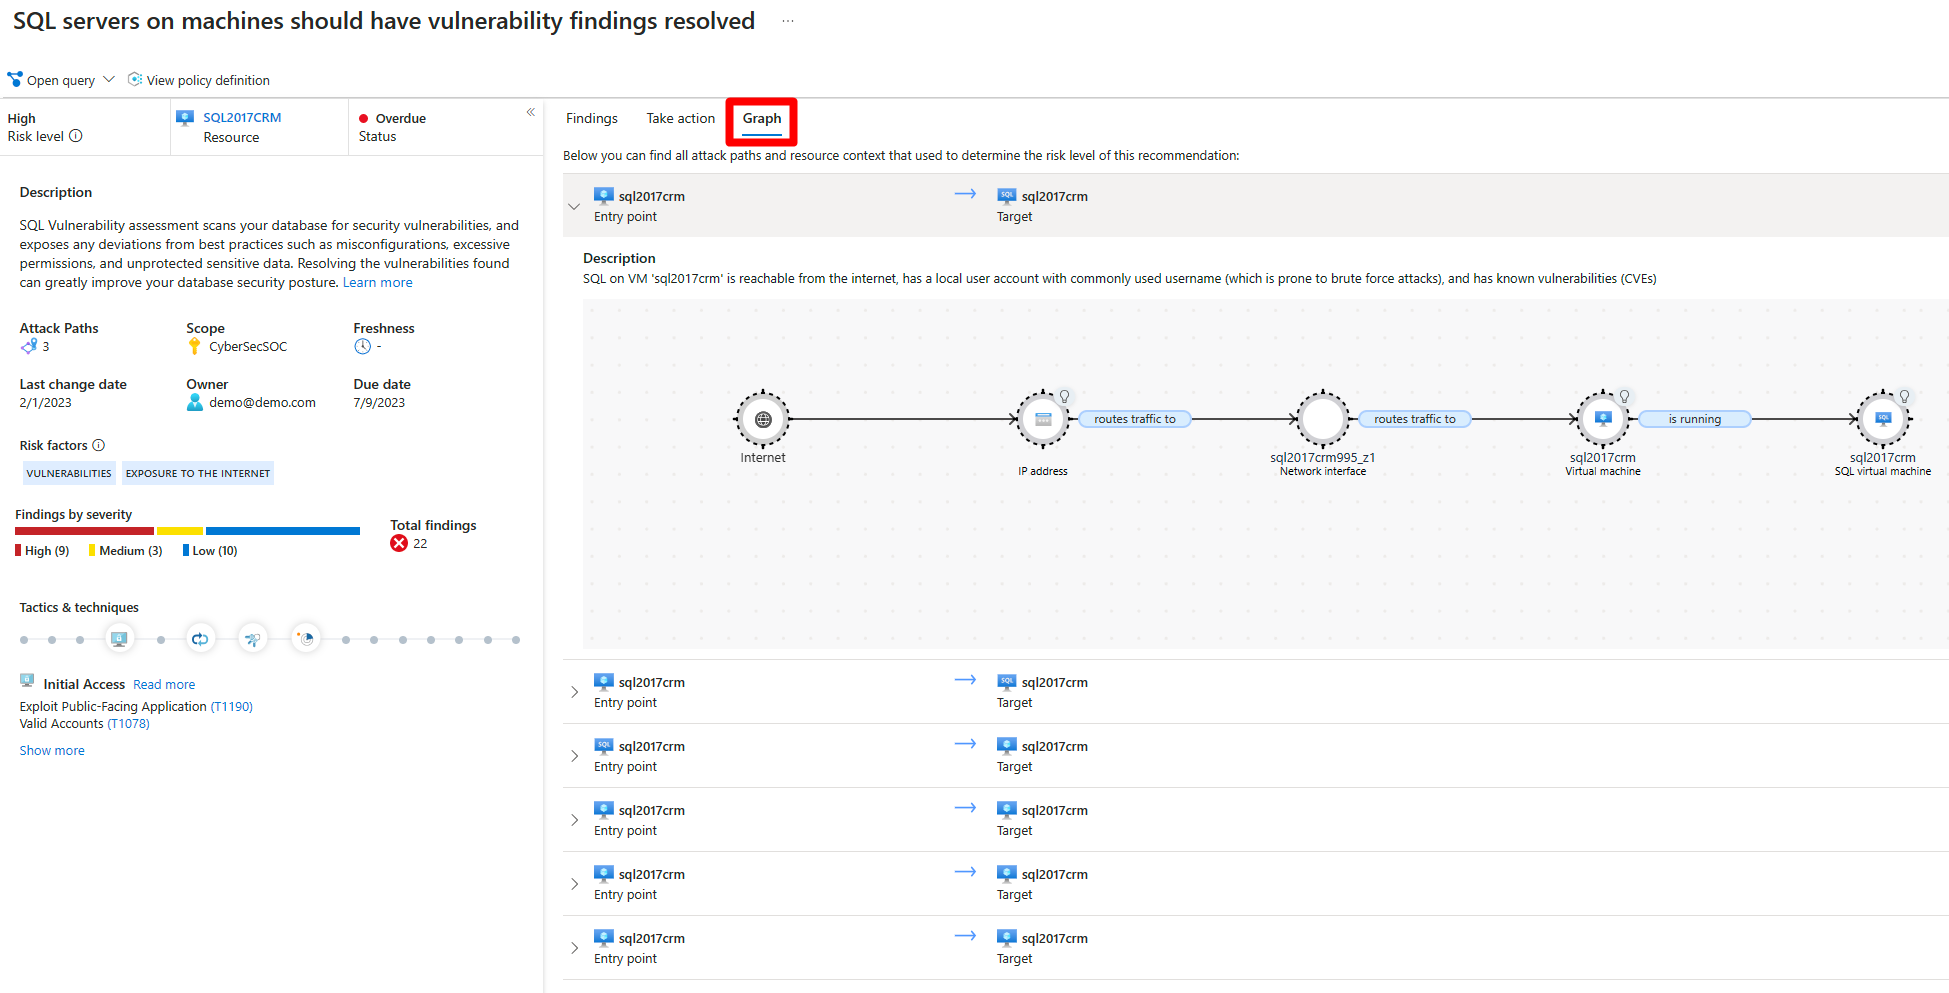 SQL servers on machines should have vulnerability findings resolved ...
Open query
View policy definition
High
Risk level
SQL2017CRM
Resource
Overdue
Status
«
Description
SQL Vulnerability assessment scans your database for security vulnerabilities, and
exposes any deviations from best practices such as misconfigurations, excessive
permissions, and unprotected sensitive data. Resolving the vulnerabilities found
can greatly improve your database security posture. Learn more
Attack Paths
3
Scope
CyberSecSOC
Freshness
-
Last change date
2/1/2023
Owner
demo@demo.com
Due date
7/9/2023
Risk factors
VULNERABILITIES
EXPOSURE TO THE INTERNET
Findings by severity
High (9)
Medium (3)
Low (10)
Total findings
22
Tactics & techniques
Initial Access Read more
Exploit Public-Facing Application (T1190)
Valid Accounts (T1078)
Show more
Findings
Take action
Graph
Below you can find all attack paths and resource context that used to determine the risk level of this recommendation:
sql2017crm
Entry point
SQL
sql2017crm
Target
Description
SQL on VM 'sql2017crm' is reachable from the internet, has a local user account with commonly used username (which is prone to brute force attacks), and has known vulnerabilities (CVEs)
Internet
IP address
routes traffic to
sql2017crm995_z1
Network interface
routes traffic to
sql2017crm
Virtual machine
is running
SQL
sql2017crm
SQL virtual machine
sql2017crm
Entry point
SQL
sql2017crm
Target
SQL
sql2017crm
Entry point
sql2017crm
Target
sql2017crm
Entry point
sql2017crm
Target
sql2017crm
Entry point
sql2017crm
Target
sql2017crm
Entry point
sql2017crm
Target